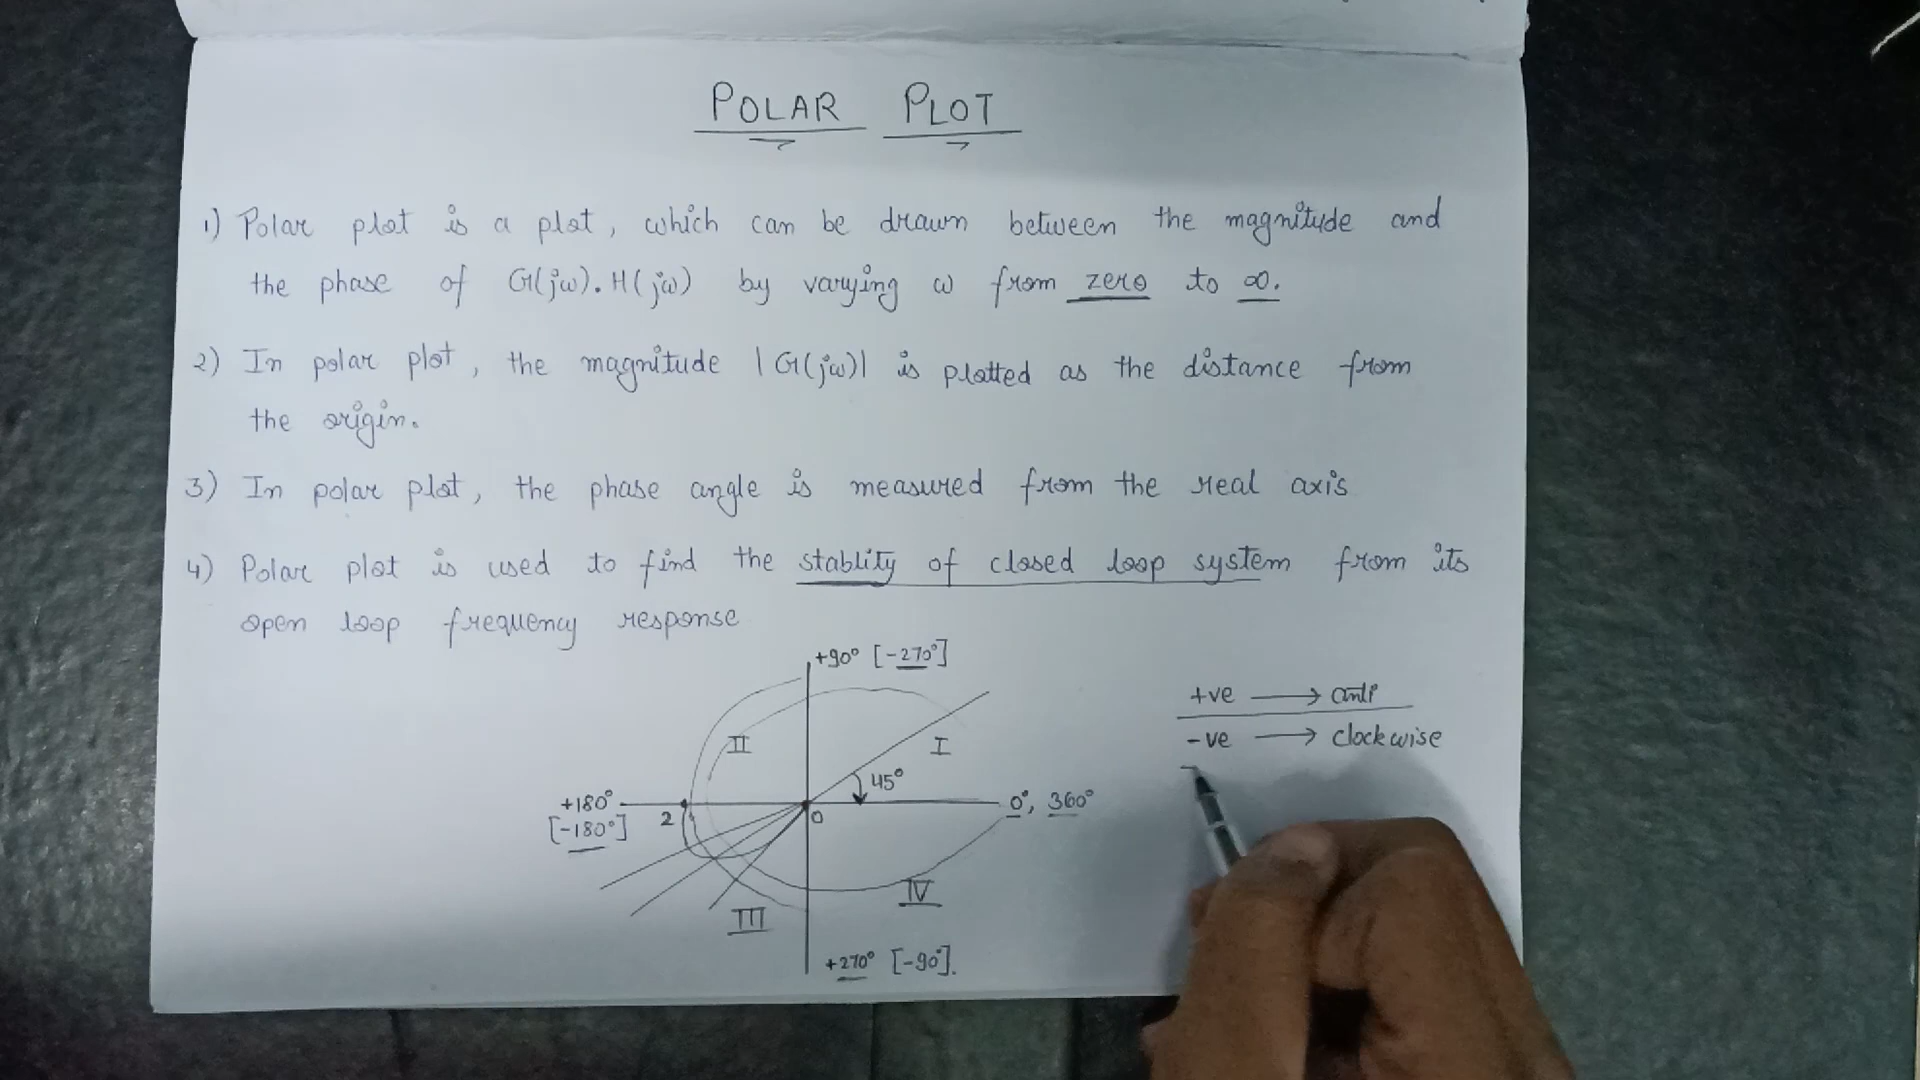 POLAR PLOT
1) Polar plot is a plot, which can be drawn between the magnitude and
the phase of G(jω).H(jω) by varying ω from zero to ∞.
2) In polar plot, the magnitude |G(jω)| is plotted as the distance from
the origin.
3) In polar plot, the phase angle is measured from the real axis
4) Polar plot is used to find the stablity of closed loop system from its
open loop frequency response
+90° [-270°]
+ve → anti
-ve → clockwise
II
I
45°
+180°
[-180°]
2
0
0°, 360°
III
IV
+270° [-90°].